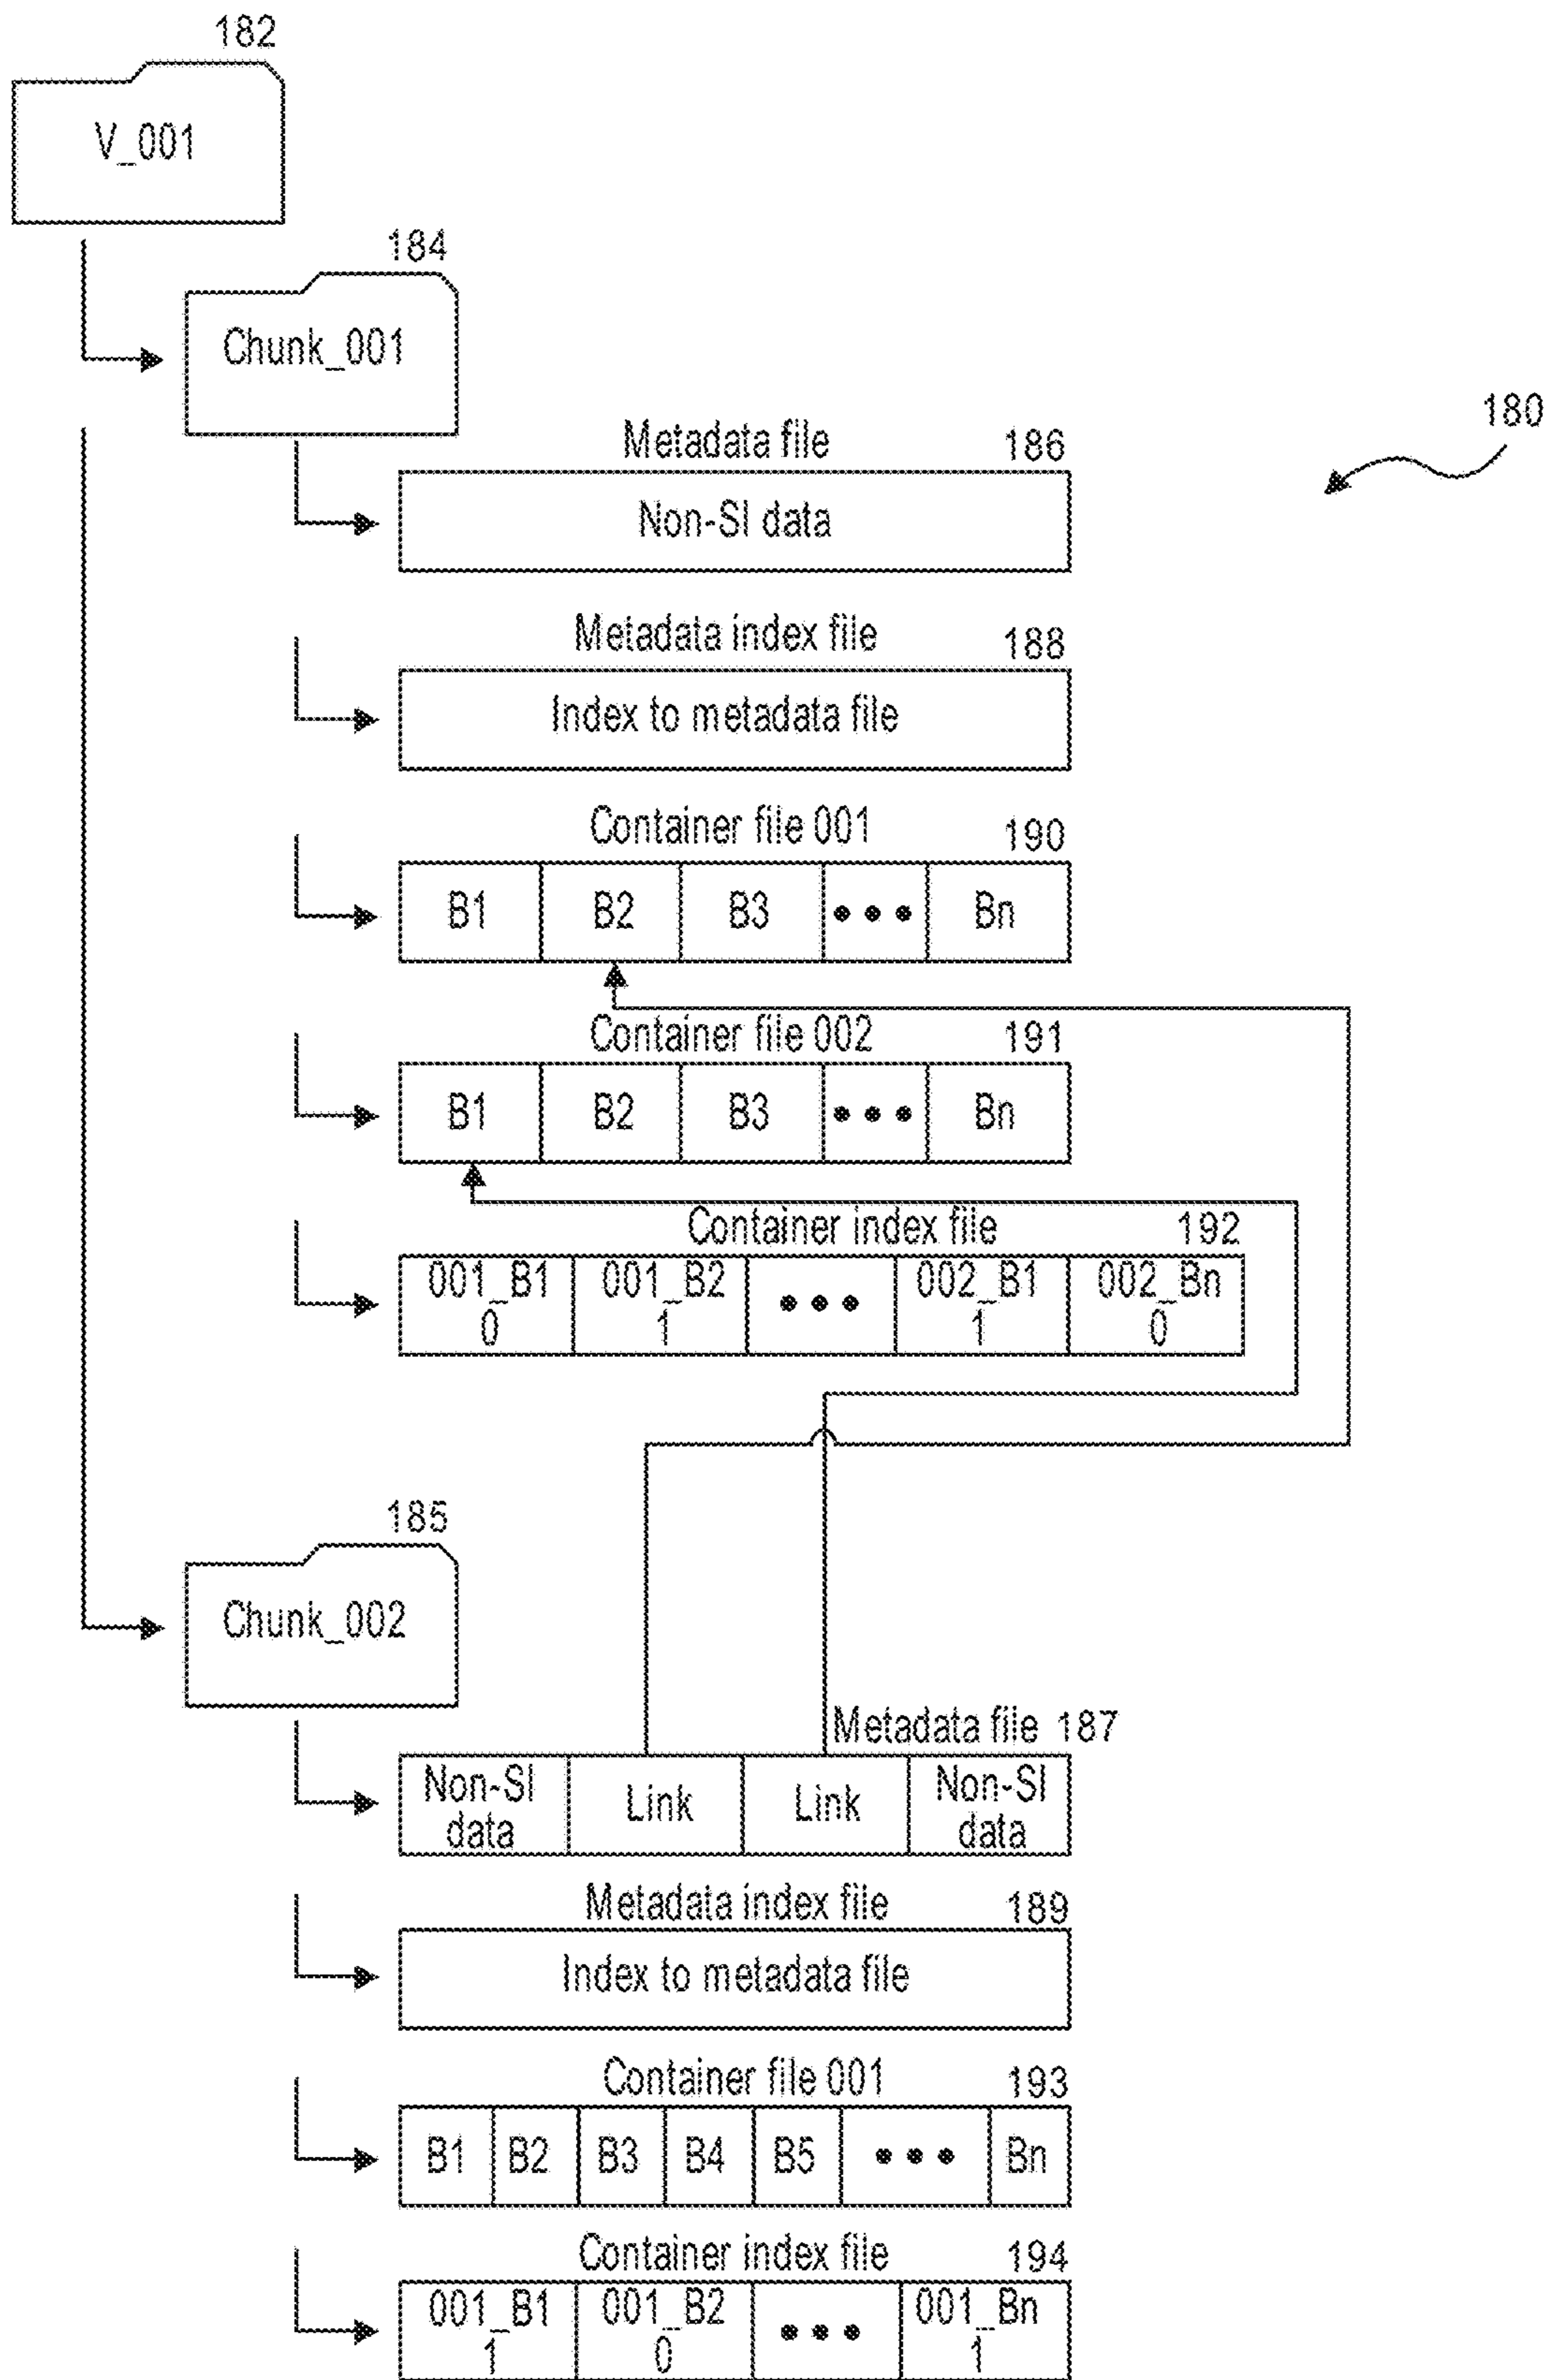 182
V_001
184
Chunk_001
180
Metadata file 186
Non-SI data
Metadata index file 188
Index to metadata file
Container file 001 190
B1 B2 B3 ••• Bn
Container file 002 191
B1 B2 B3 ••• Bn
Container index file 192
001_B1 001_B2 ••• 002_B1 002_Bn
0 1 1 0
185
Chunk_002
Metadata file 187
Non-SI Link Link Non-SI
data data
Metadata index file 189
Index to metadata file
Container file 001 193
B1 B2 B3 B4 B5 ••• Bn
Container index file 194
001_B1 001_B2 ••• 001_Bn
1 0 1